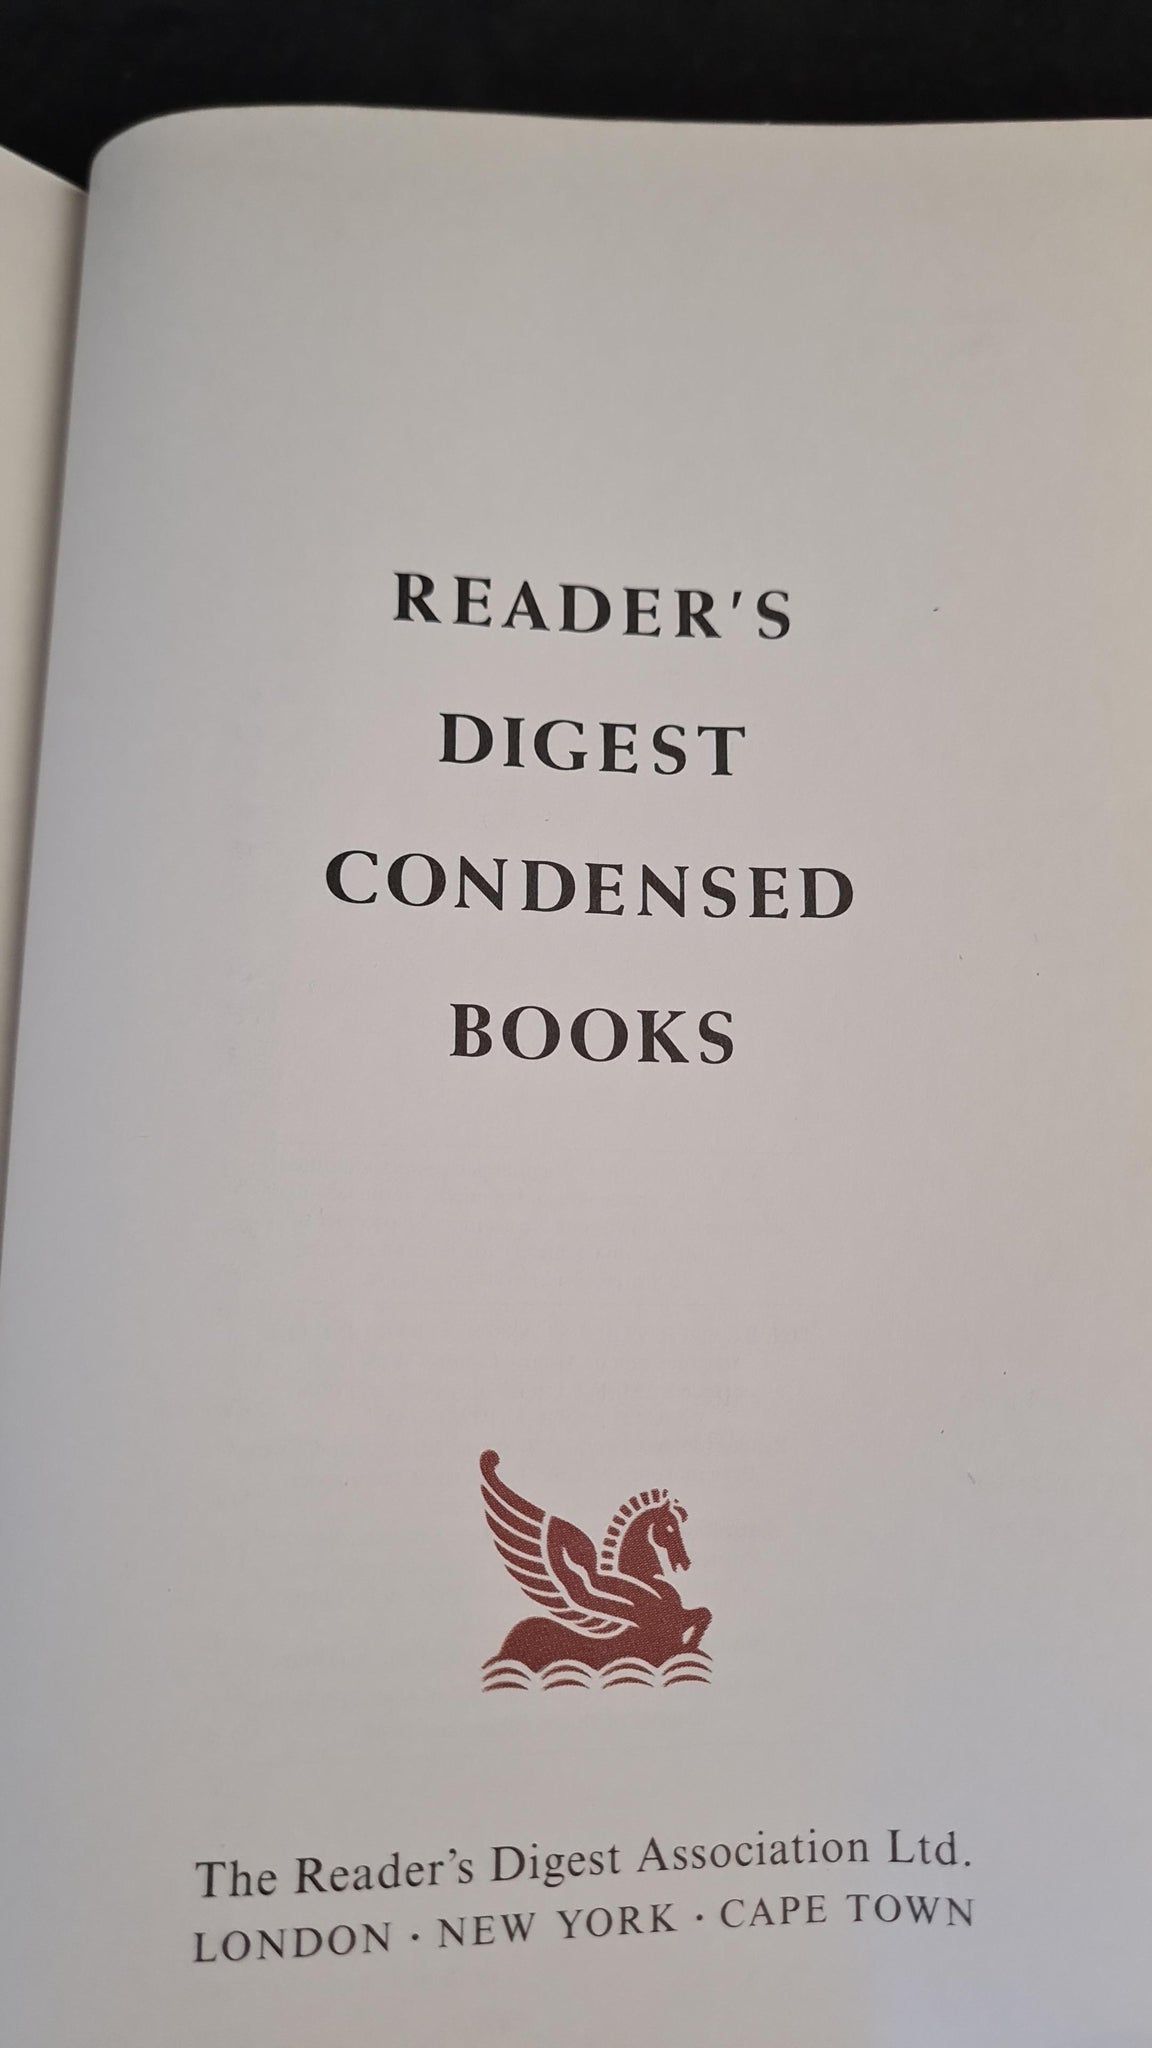 READER'S
DIGEST
CONDENSED
BOOKS
The Reader's Digest Association Ltd.
LONDON · NEW YORK · CAPE TOWN